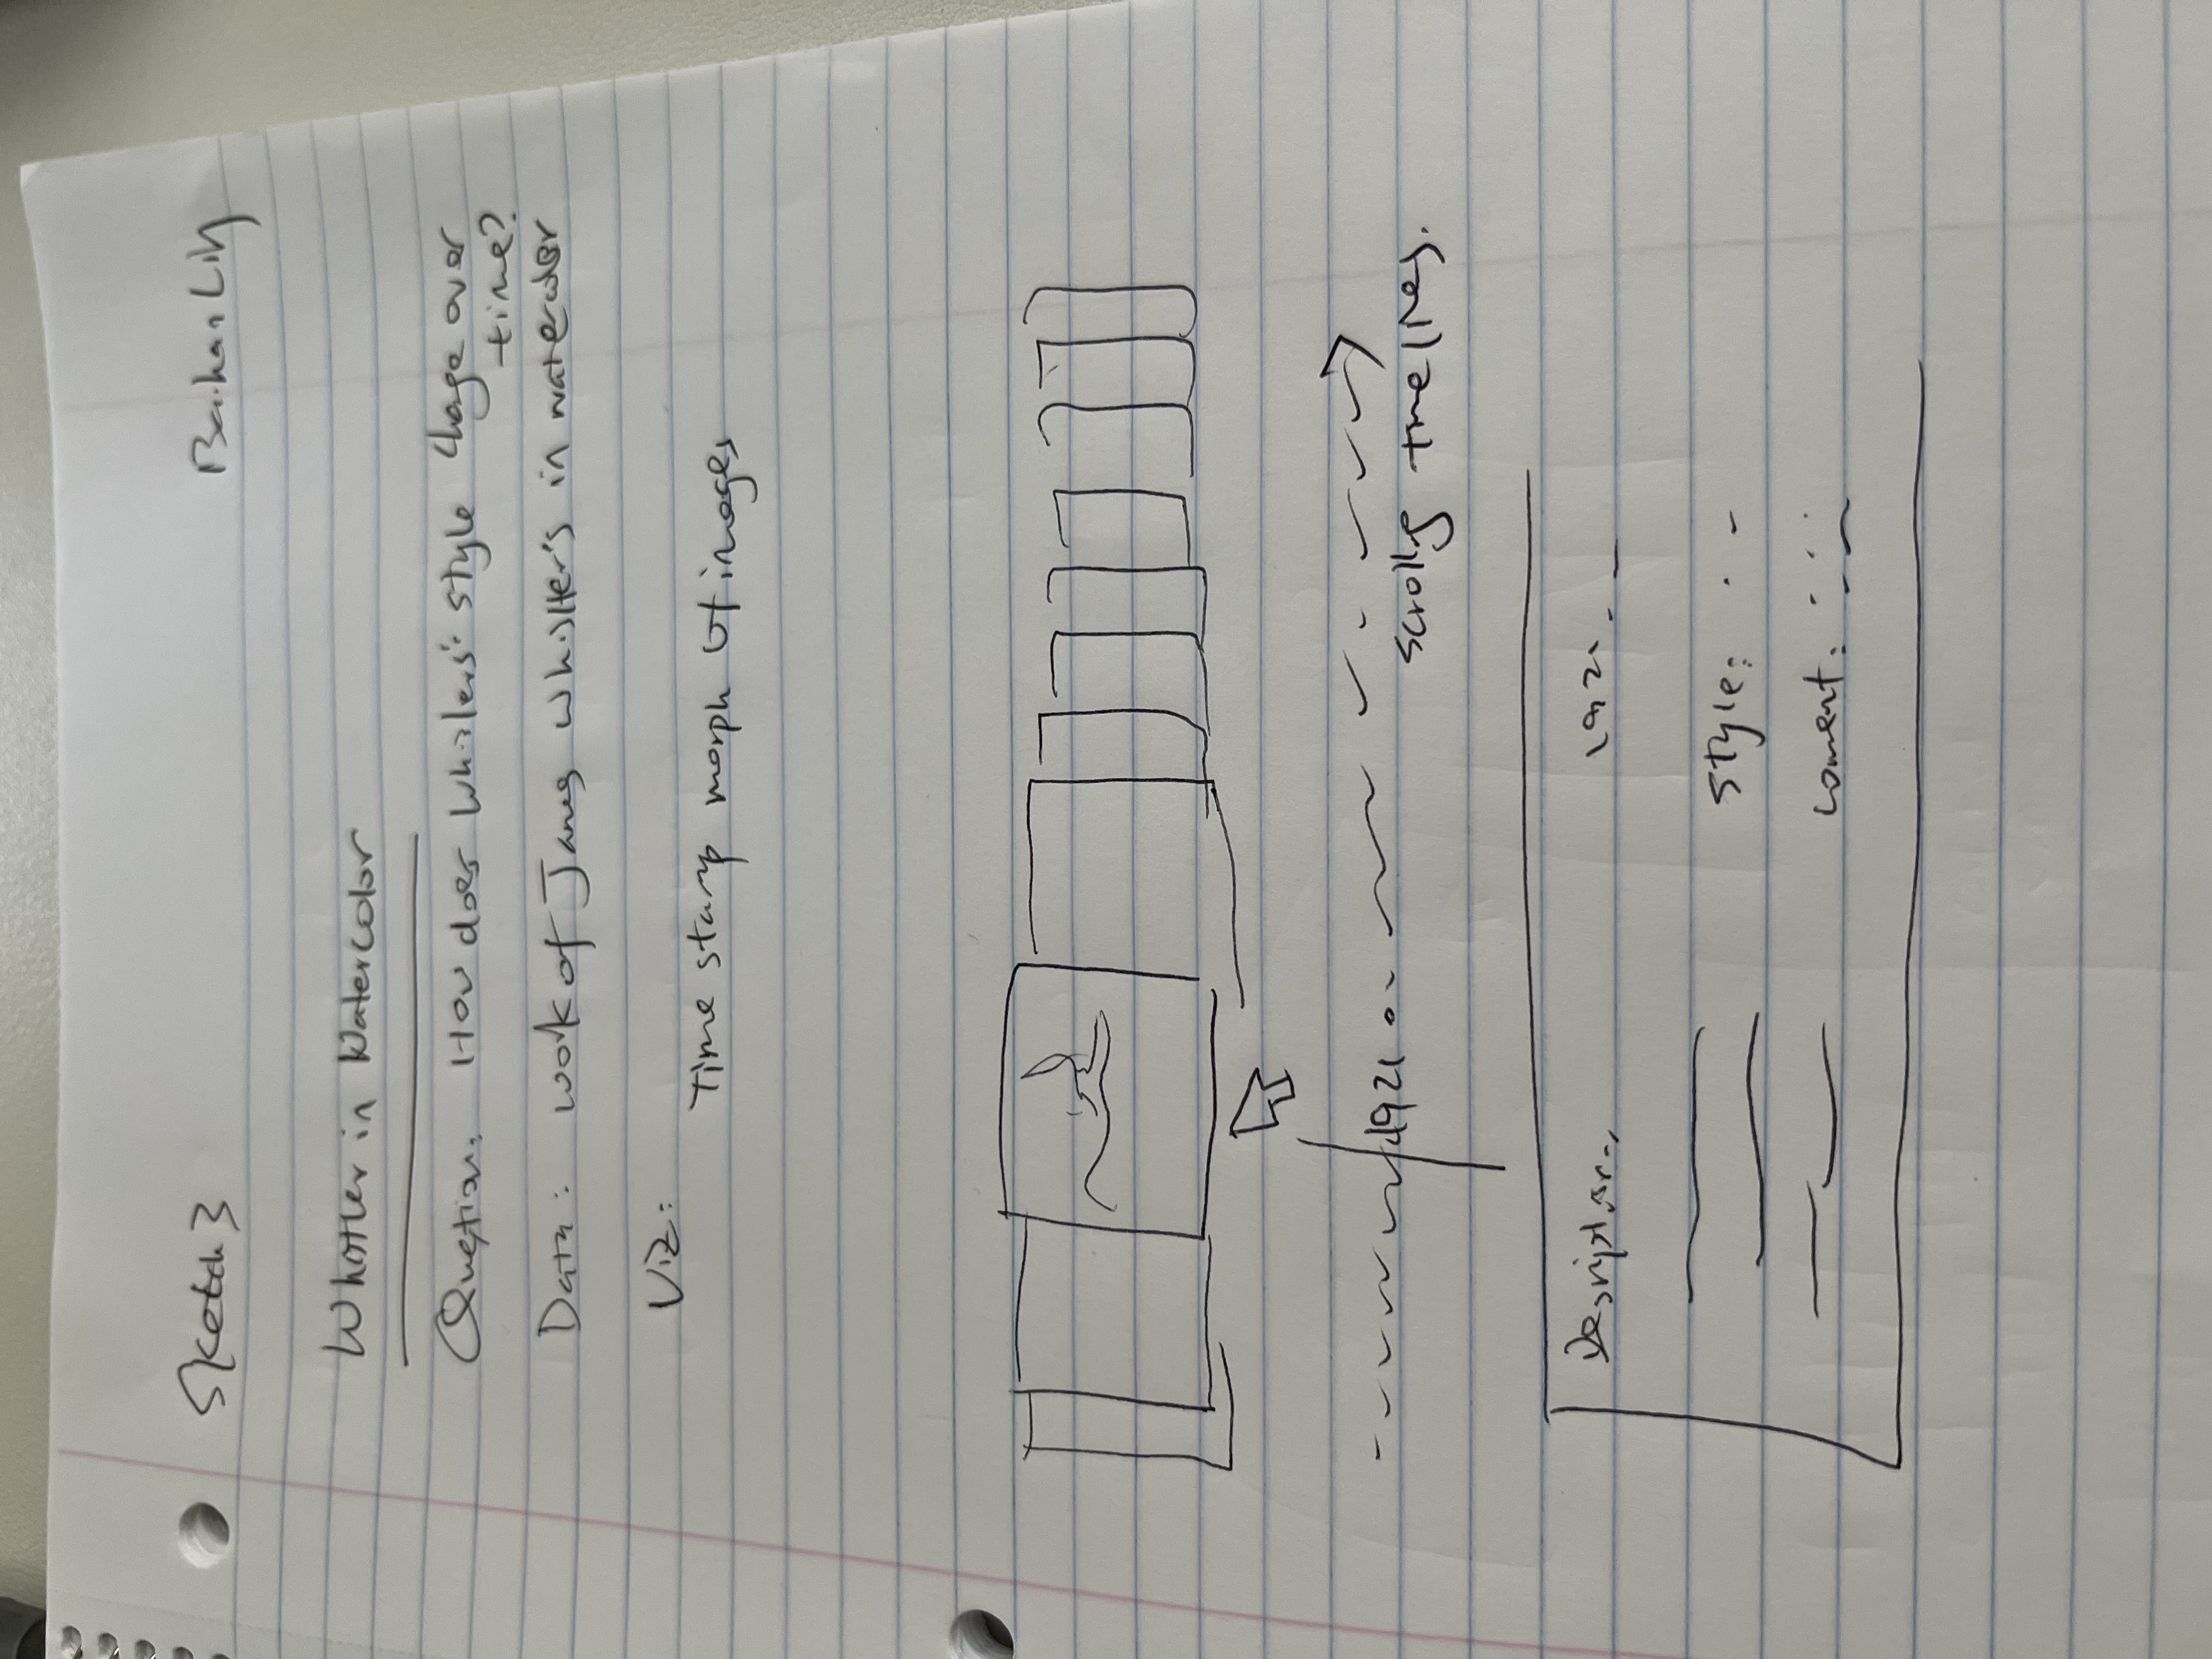 Sketch 3
Baihan Lin
Whistler in Watercolor
Question: How does Whistlers' style change over
time?
Data: work of James Whistler's in watercolor
Viz:
Time stamp morph of images
1921
scrolling timelines.
Description
1921
style:
coment: